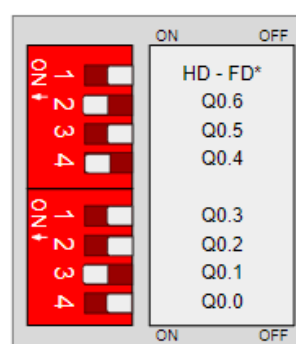 ON OFF
ON 1 HD - FD*
2 Q0.6
3 Q0.5
4 Q0.4
ON 1 Q0.3
2 Q0.2
3 Q0.1
4 Q0.0
ON OFF